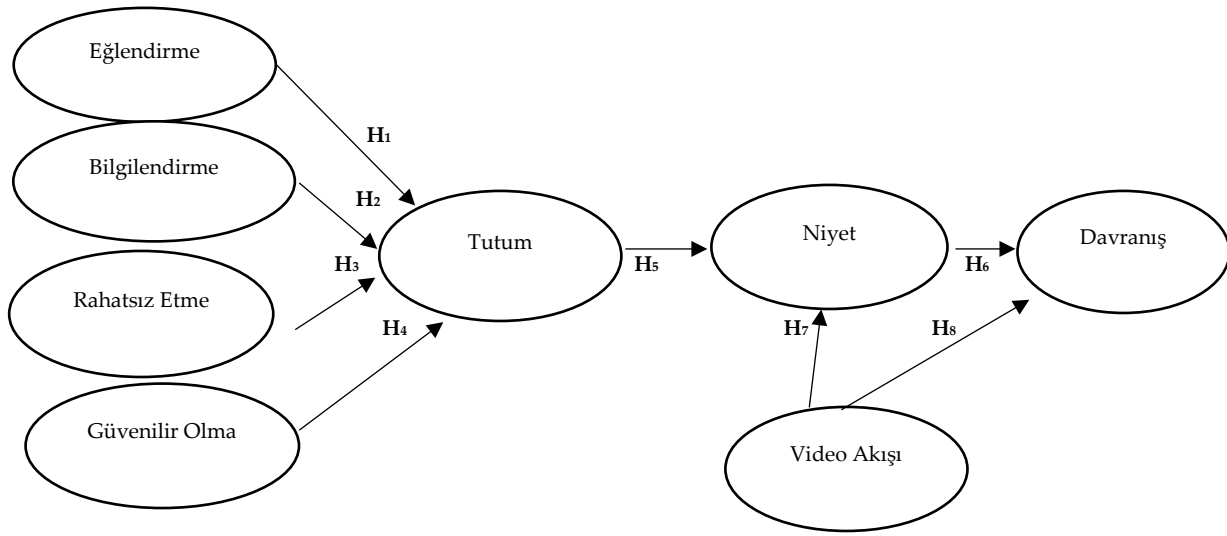 Eğlendirme
H1
Bilgilendirme
H2
Tutum
Niyet
Davranış
H3
H5
H6
Rahatsız Etme
H4
H7
H8
Güvenilir Olma
Video Akışı